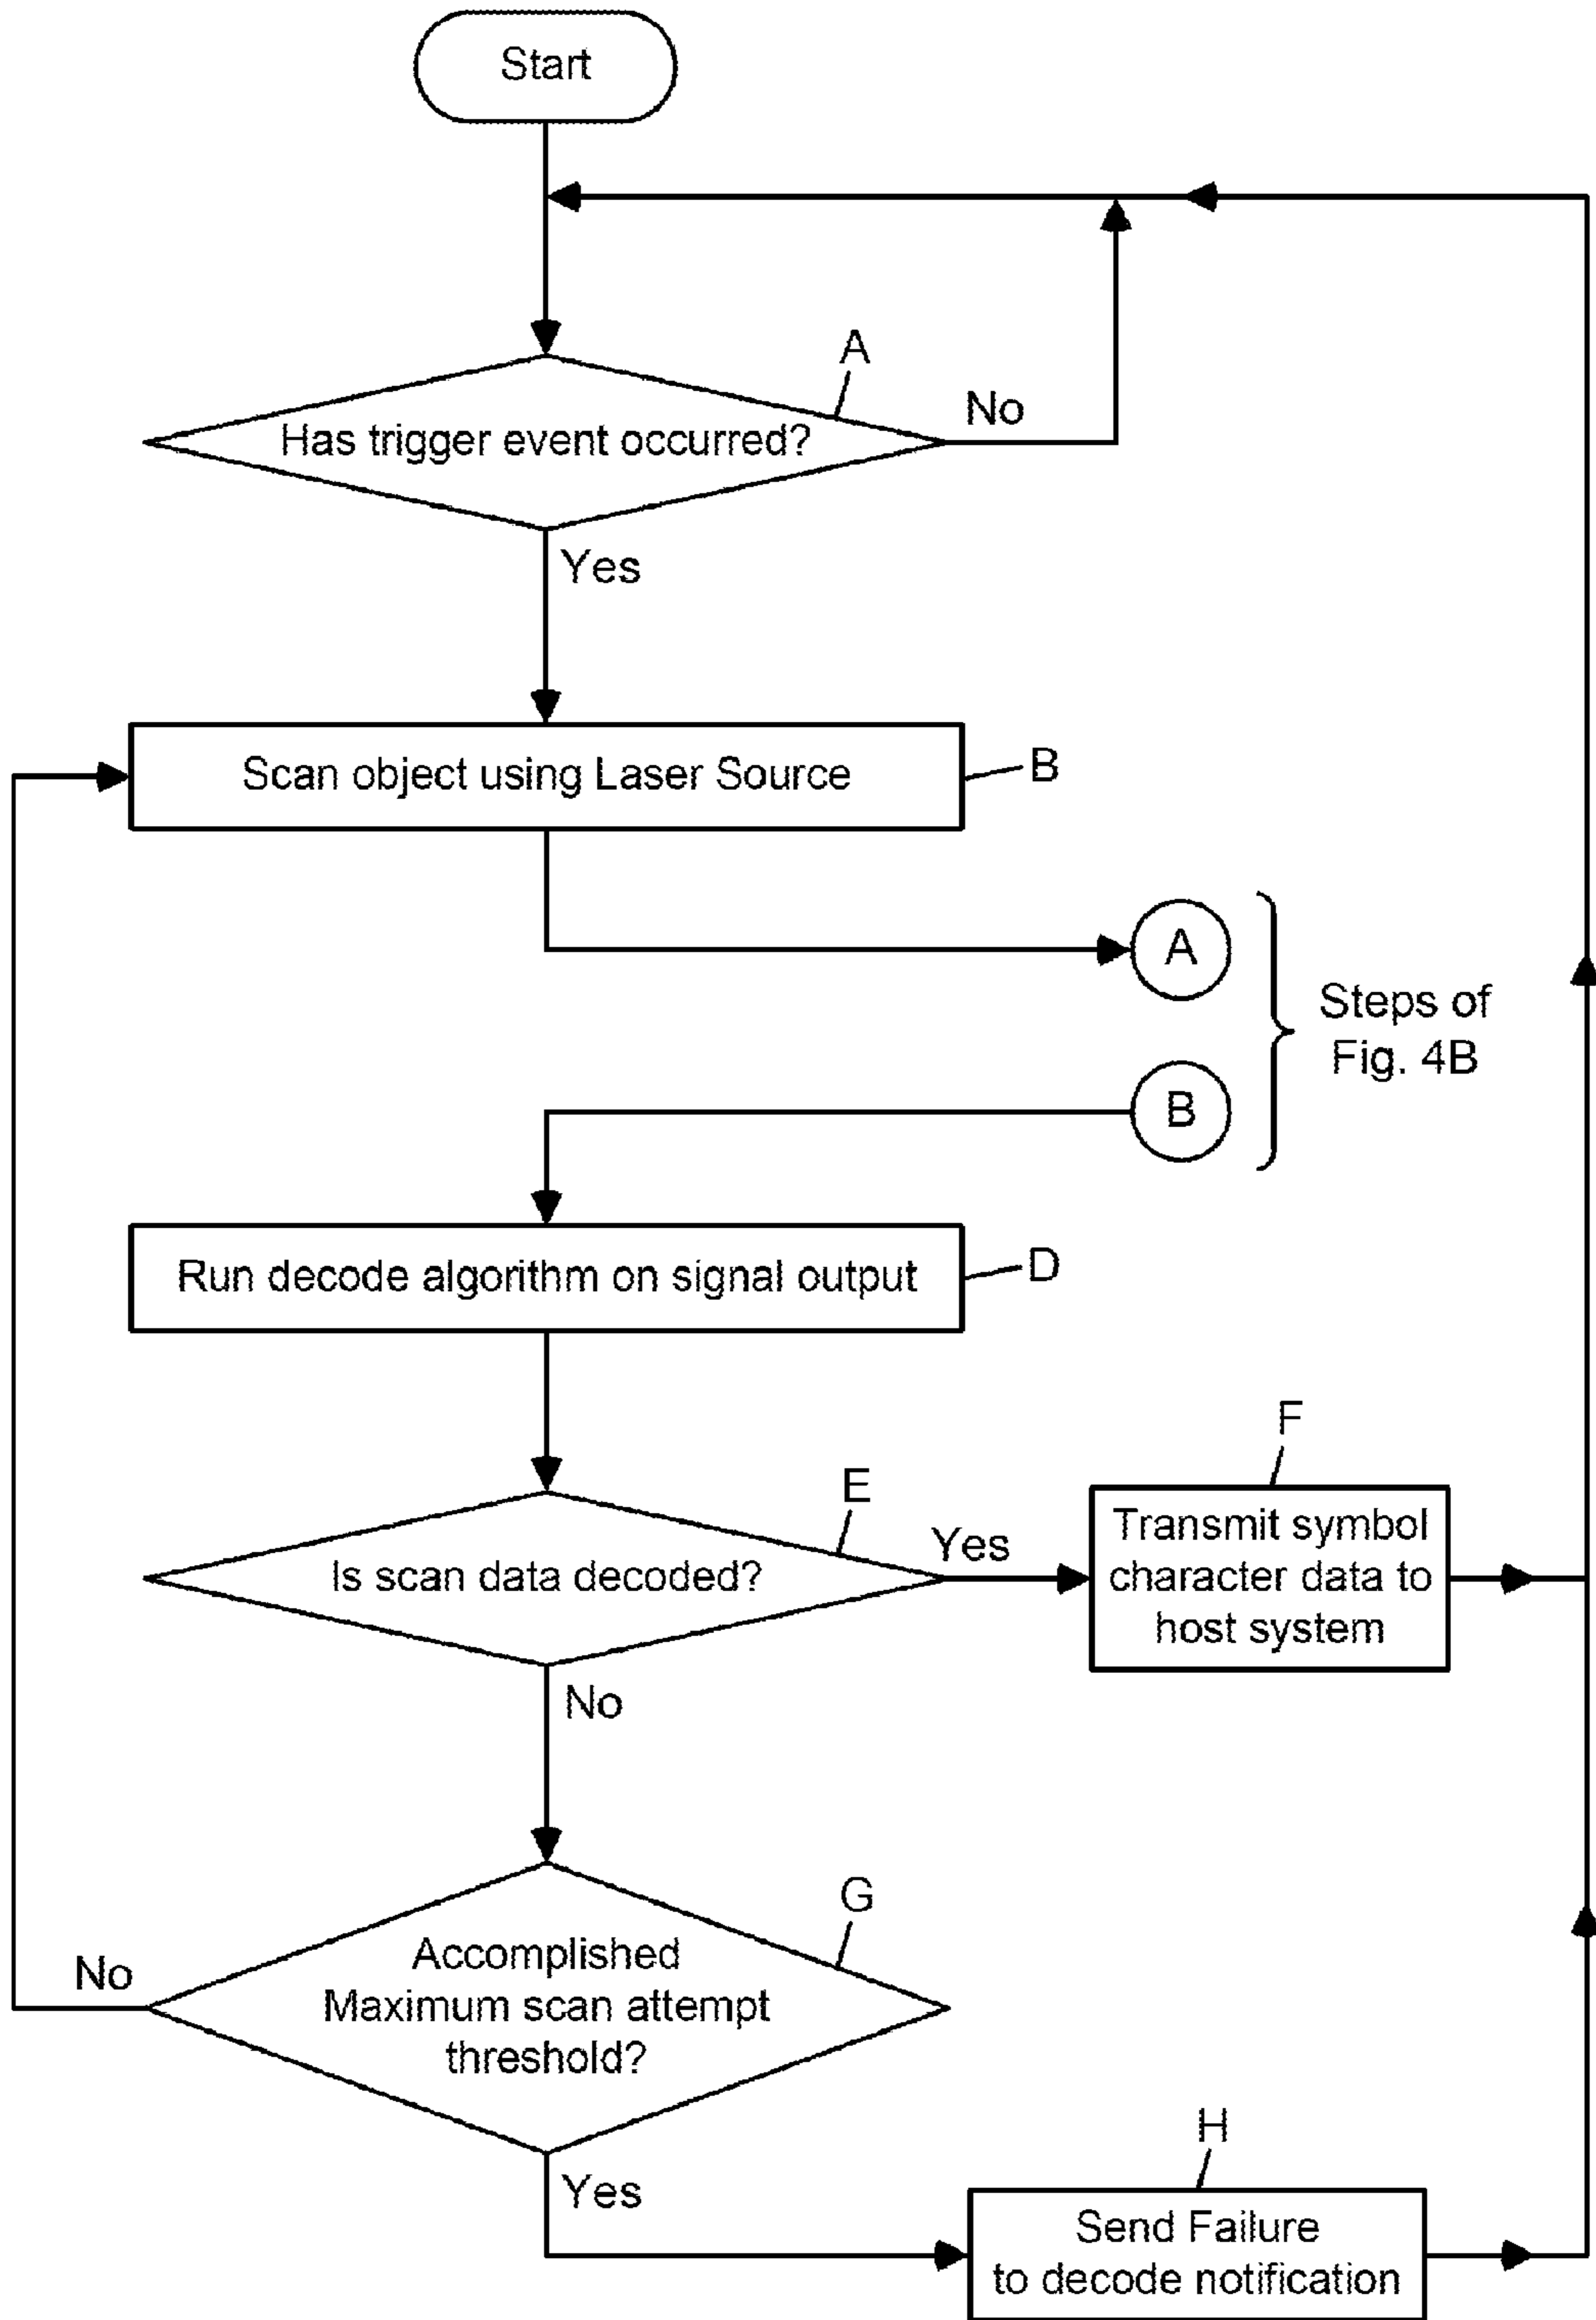 Start
A
Has trigger event occurred?
No
Yes
Scan object using Laser Source
B
A
Steps of
Fig. 4B
B
Run decode algorithm on signal output
D
E
Is scan data decoded?
Yes
F
Transmit symbol
character data to
host system
No
G
Accomplished
Maximum scan attempt
threshold?
No
Yes
H
Send Failure
to decode notification